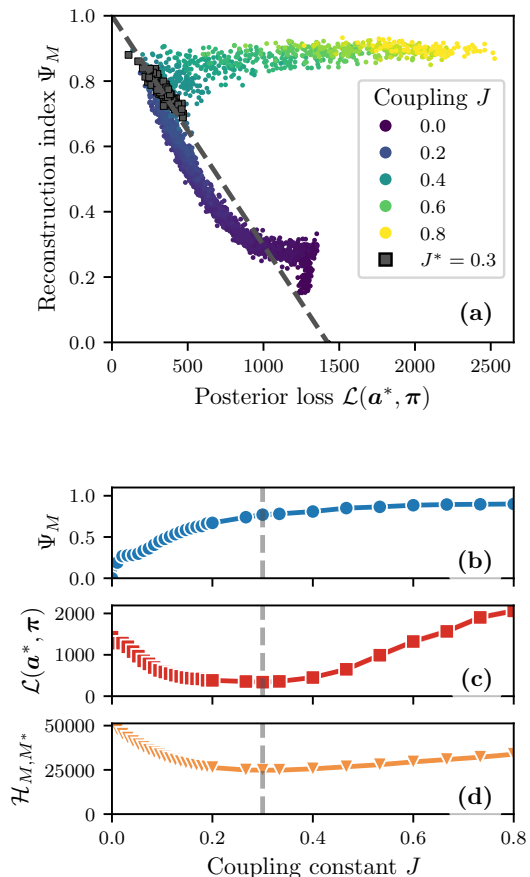 1.0
0.8
0.6
0.4
0.2
0.0
Reconstruction index Ψ_M
Coupling J
0.0
0.2
0.4
0.6
0.8
J* = 0.3
(a)
0 500 1000 1500 2000 2500
Posterior loss ℒ(a*, π)
1.0
0.5
0.0
Ψ_M
(b)
2000
1000
0
ℒ(a*, π)
(c)
50000
25000
0
ℋ_{M,M*}
(d)
0.0 0.2 0.4 0.6 0.8
Coupling constant J